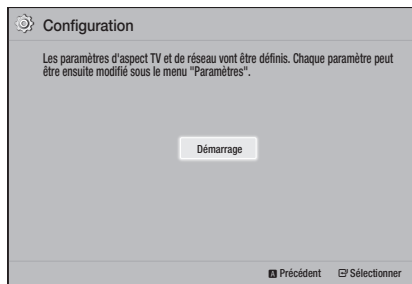 Configuration
Les paramètres d'aspect TV et de réseau vont être définis. Chaque paramètre peut
être ensuite modifié sous le menu "Paramètres".
Démarrage
A Précédent Sélectionner